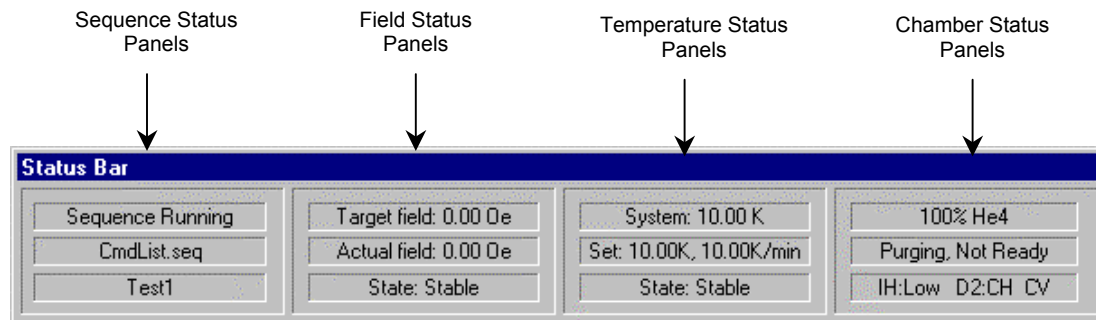 Sequence Status
Panels
Field Status
Panels
Temperature Status
Panels
Chamber Status
Panels
Status Bar
Sequence Running
CmdList.seq
Test1
Target field: 0.00 Oe
Actual field: 0.00 Oe
State: Stable
System: 10.00 K
Set: 10.00K, 10.00K/min
State: Stable
100% He4
Purging, Not Ready
IH:Low D2:CH CV